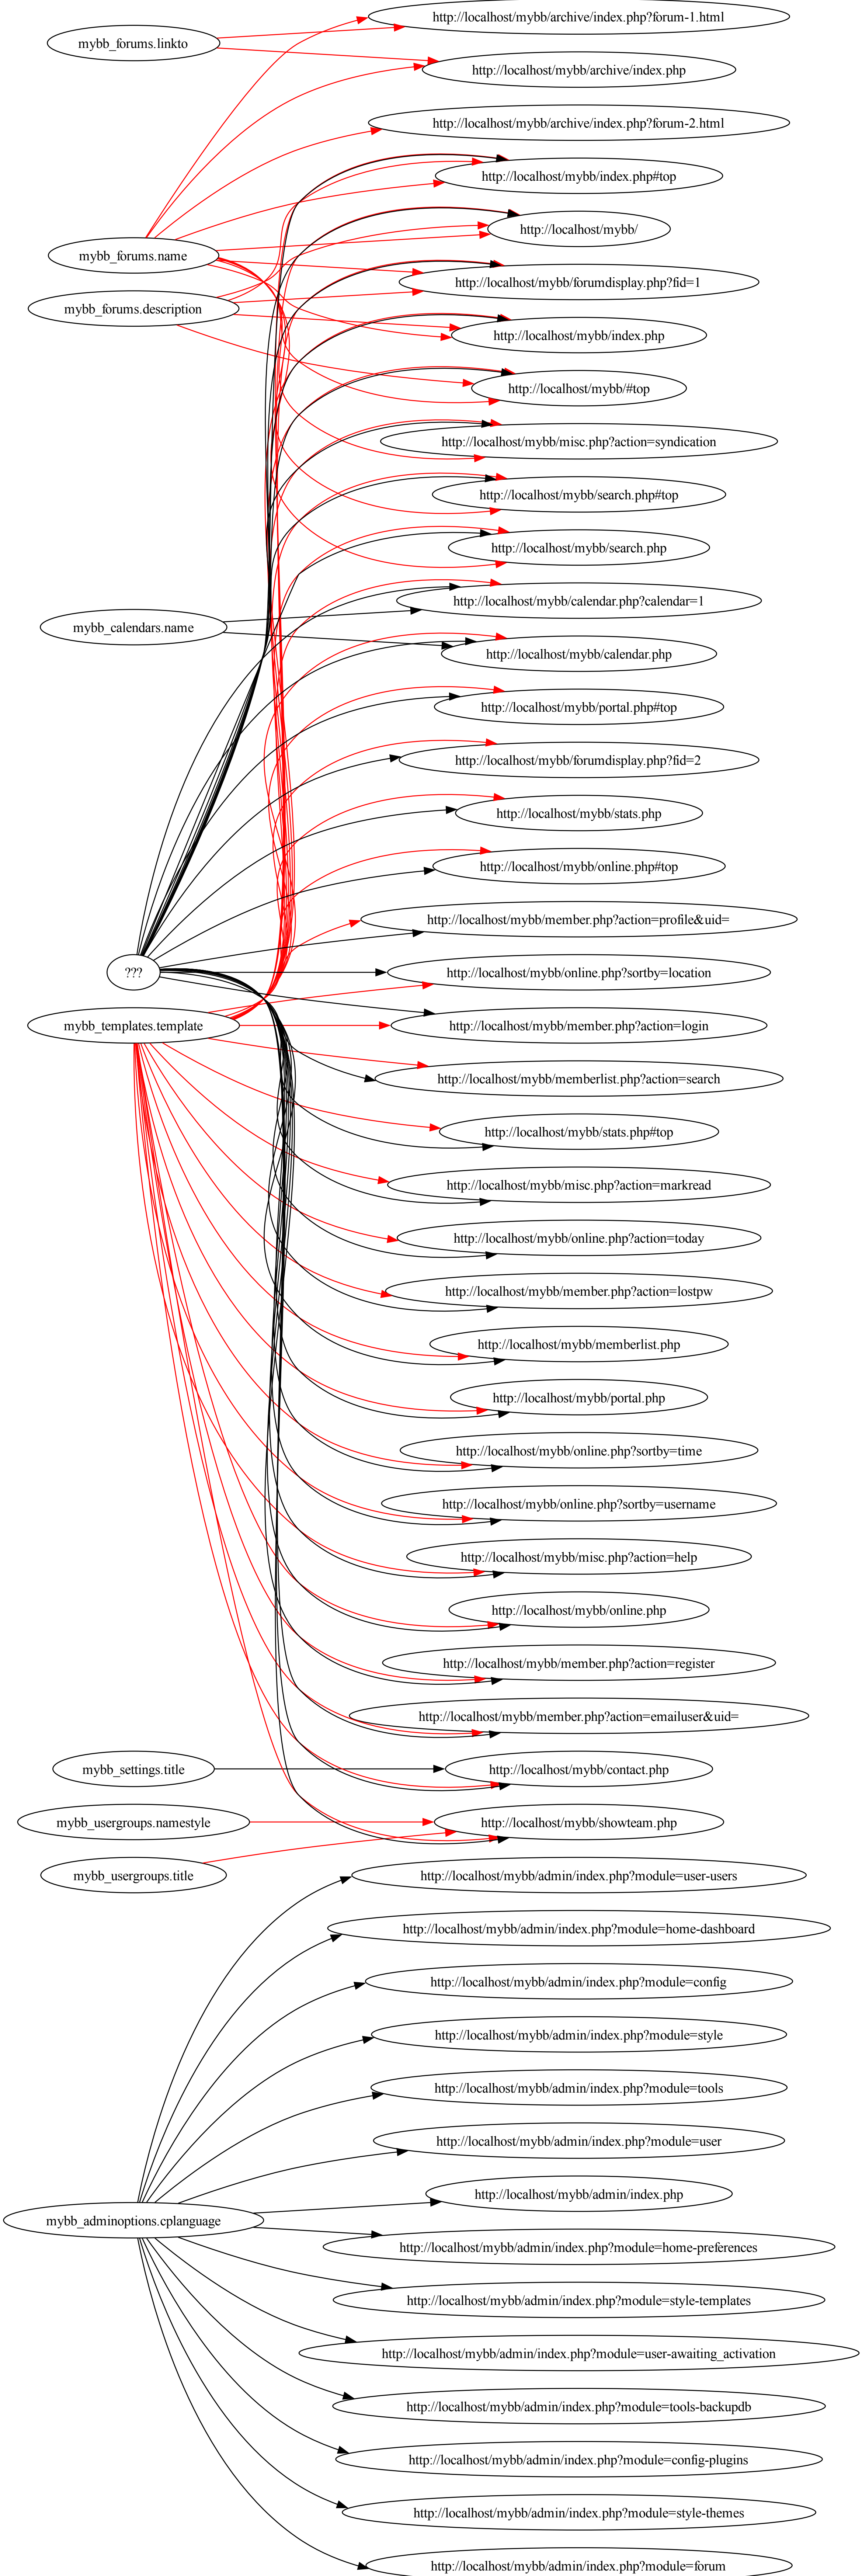 http://localhost/mybb/archive/index.php?forum-1.html
mybb_forums.linkto
http://localhost/mybb/archive/index.php
http://localhost/mybb/archive/index.php?forum-2.html
http://localhost/mybb/index.php#top
http://localhost/mybb/
mybb_forums.name
http://localhost/mybb/forumdisplay.php?fid=1
mybb_forums.description
http://localhost/mybb/index.php
http://localhost/mybb/#top
http://localhost/mybb/misc.php?action=syndication
http://localhost/mybb/search.php#top
http://localhost/mybb/search.php
http://localhost/mybb/calendar.php?calendar=1
mybb_calendars.name
http://localhost/mybb/calendar.php
http://localhost/mybb/portal.php#top
http://localhost/mybb/forumdisplay.php?fid=2
http://localhost/mybb/stats.php
http://localhost/mybb/online.php#top
http://localhost/mybb/member.php?action=profile&uid=
???
http://localhost/mybb/online.php?sortby=location
mybb_templates.template
http://localhost/mybb/member.php?action=login
http://localhost/mybb/memberlist.php?action=search
http://localhost/mybb/stats.php#top
http://localhost/mybb/misc.php?action=markread
http://localhost/mybb/online.php?action=today
http://localhost/mybb/member.php?action=lostpw
http://localhost/mybb/memberlist.php
http://localhost/mybb/portal.php
http://localhost/mybb/online.php?sortby=time
http://localhost/mybb/online.php?sortby=username
http://localhost/mybb/misc.php?action=help
http://localhost/mybb/online.php
http://localhost/mybb/member.php?action=register
http://localhost/mybb/member.php?action=emailuser&uid=
mybb_settings.title
http://localhost/mybb/contact.php
mybb_usergroups.namestyle
http://localhost/mybb/showteam.php
mybb_usergroups.title
http://localhost/mybb/admin/index.php?module=user-users
http://localhost/mybb/admin/index.php?module=home-dashboard
http://localhost/mybb/admin/index.php?module=config
http://localhost/mybb/admin/index.php?module=style
http://localhost/mybb/admin/index.php?module=tools
http://localhost/mybb/admin/index.php?module=user
http://localhost/mybb/admin/index.php
mybb_adminoptions.cplanguage
http://localhost/mybb/admin/index.php?module=home-preferences
http://localhost/mybb/admin/index.php?module=style-templates
http://localhost/mybb/admin/index.php?module=user-awaiting_activation
http://localhost/mybb/admin/index.php?module=tools-backupdb
http://localhost/mybb/admin/index.php?module=config-plugins
http://localhost/mybb/admin/index.php?module=style-themes
http://localhost/mybb/admin/index.php?module=forum